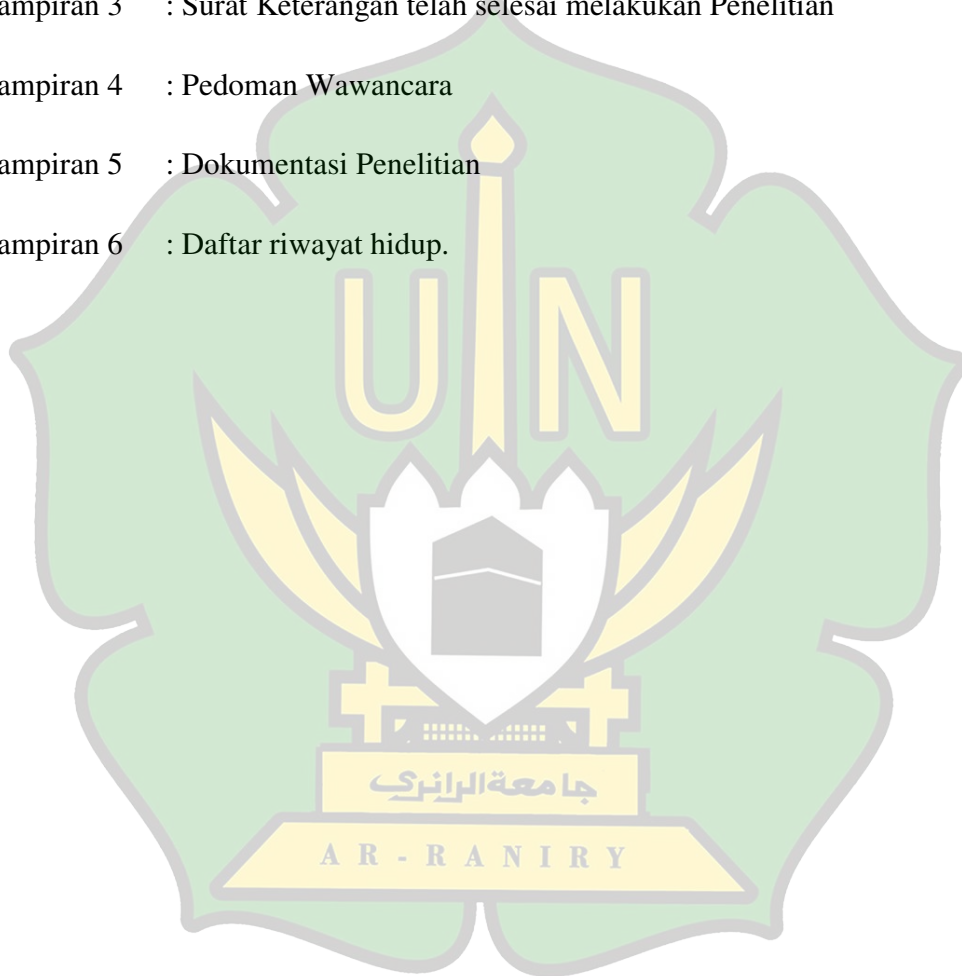 ampiran 3 : Surat Keterangan telah selesai melakukan Penelitian
ampiran 4 : Pedoman Wawancara
ampiran 5 : Dokumentasi Penelitian
ampiran 6 : Daftar riwayat hidup.
UIN
جامعة الرانري
AR-RANIRY